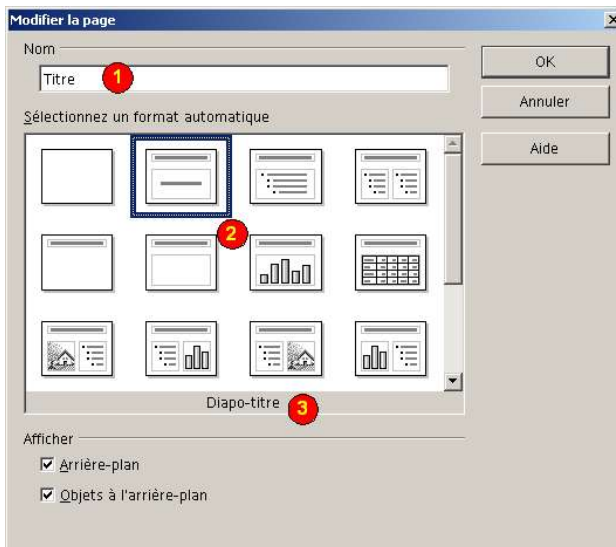 Modifier la page
Nom
OK
Titre
1
Annuler
Sélectionnez un format automatique
Aide
2
Diapo-titre
3
Afficher
Arrière-plan
Objets à l'arrière-plan